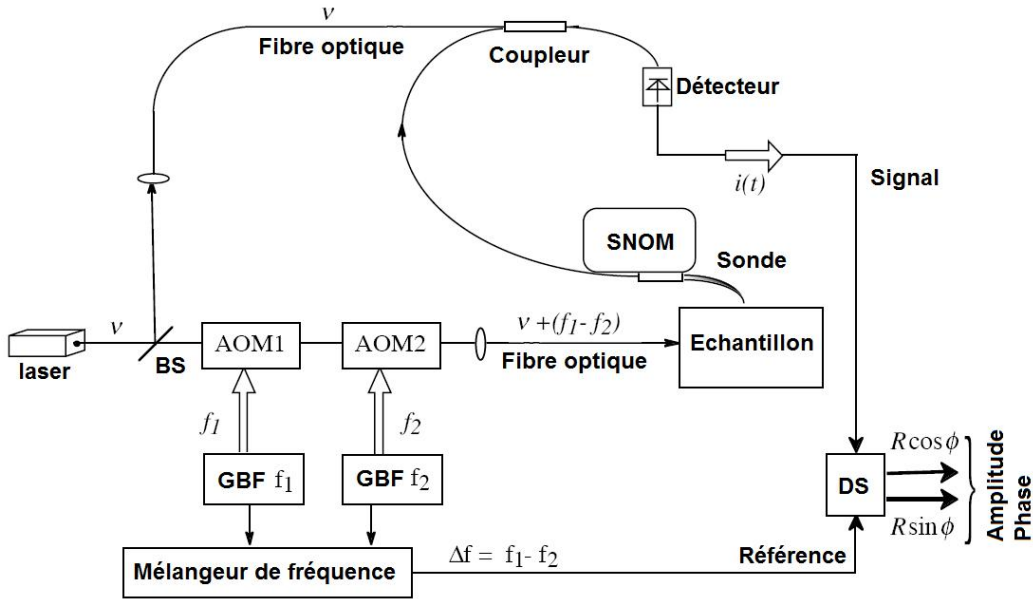 ν
Fibre optique
Coupleur
Détecteur
i(t)
Signal
SNOM
Sonde
ν
laser
BS
AOM1
AOM2
ν +(f1- f2)
Fibre optique
Echantillon
f1
f2
GBF f1
GBF f2
DS
R cos ϕ
R sin ϕ
Amplitude
Phase
Mélangeur de fréquence
Δf = f1- f2
Référence